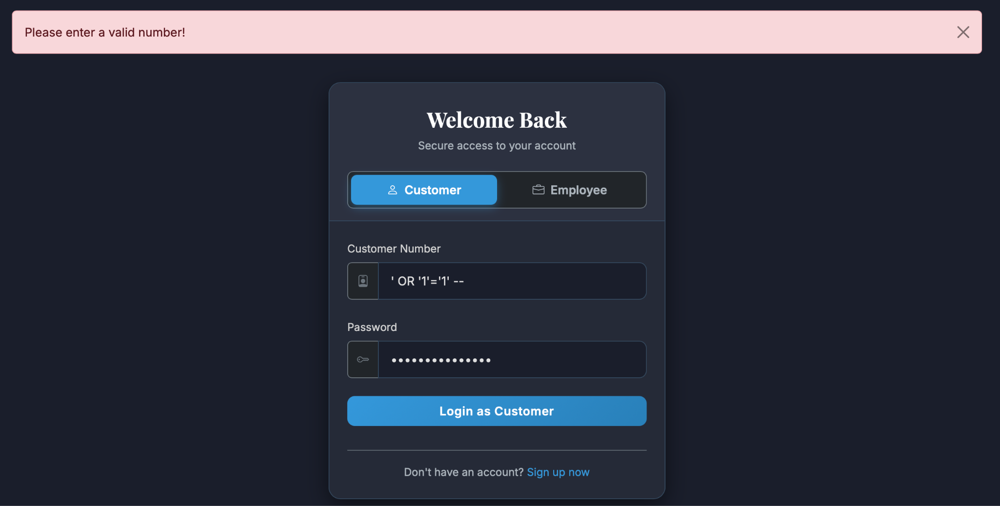 Please enter a valid number!
Welcome Back
Secure access to your account
Customer
Employee
Customer Number
' OR '1'='1' --
Password
•••••••••••••••
Login as Customer
Don't have an account? Sign up now